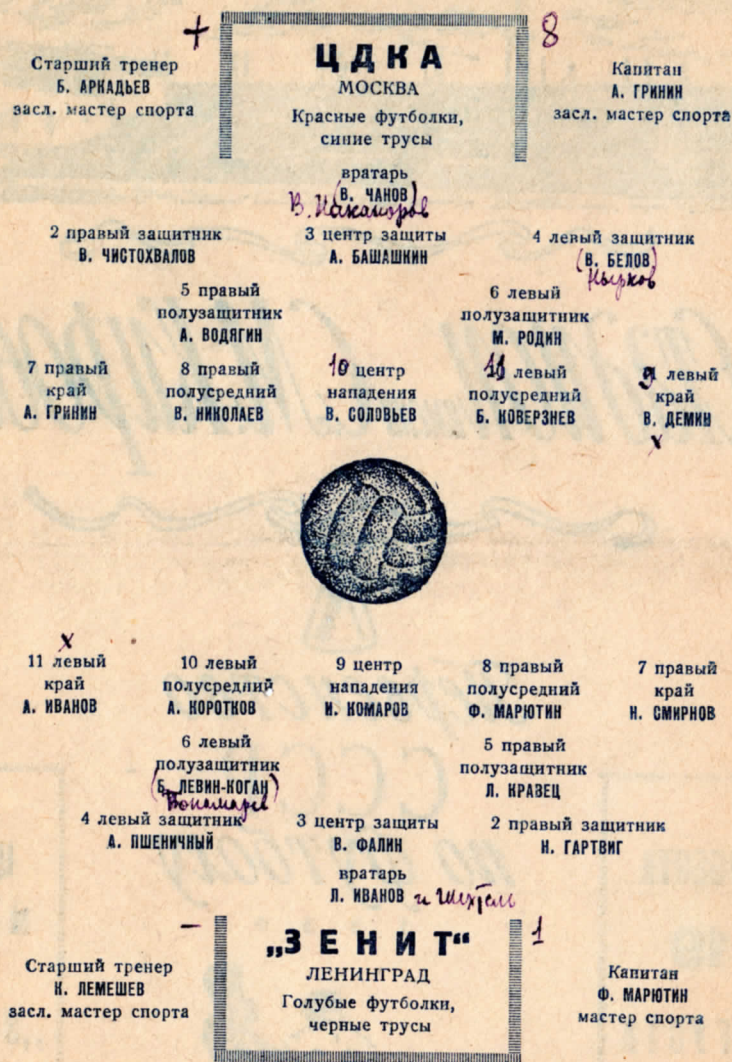 +
8
Старший тренер
Б. АРКАДЬЕВ
засл. мастер спорта
ЦДКА
МОСКВА
Красные футболки,
синие трусы
Капитан
А. ГРИНИН
засл. мастер спорта
вратарь
(В. ЧАНОВ)
В. Никаноров
2 правый защитник
В. ЧИСТОХВАЛОВ
3 центр защиты
А. БАШАШКИН
4 левый защитник
(В. БЕЛОВ)
Нырков
5 правый
полузащитник
А. ВОДЯГИН
6 левый
полузащитник
М. РОДИН
7 правый
край
А. ГРИНИН
8 правый
полусредний
В. НИКОЛАЕВ
10 центр
нападения
В. СОЛОВЬЕВ
11 левый
полусредний
Б. КОВЕРЗНЕВ
9 левый
край
В. ДЕМИН
x
x
11 левый
край
А. ИВАНОВ
10 левый
полусредний
А. КОРОТКОВ
9 центр
нападения
И. КОМАРОВ
8 правый
полусредний
Ф. МАРЮТИН
7 правый
край
Н. СМИРНОВ
6 левый
полузащитник
(Б. ЛЕВИН-КОГАН)
Пономарев
5 правый
полузащитник
Л. КРАВЕЦ
4 левый защитник
А. ПШЕНИЧНЫЙ
3 центр защиты
В. ФАЛИН
2 правый защитник
Н. ГАРТВИГ
вратарь
Л. ИВАНОВ и Шехтель
-
1
Старший тренер
К. ЛЕМЕШЕВ
засл. мастер спорта
„ЗЕНИТ“
ЛЕНИНГРАД
Голубые футболки,
черные трусы
Капитан
Ф. МАРЮТИН
мастер спорта